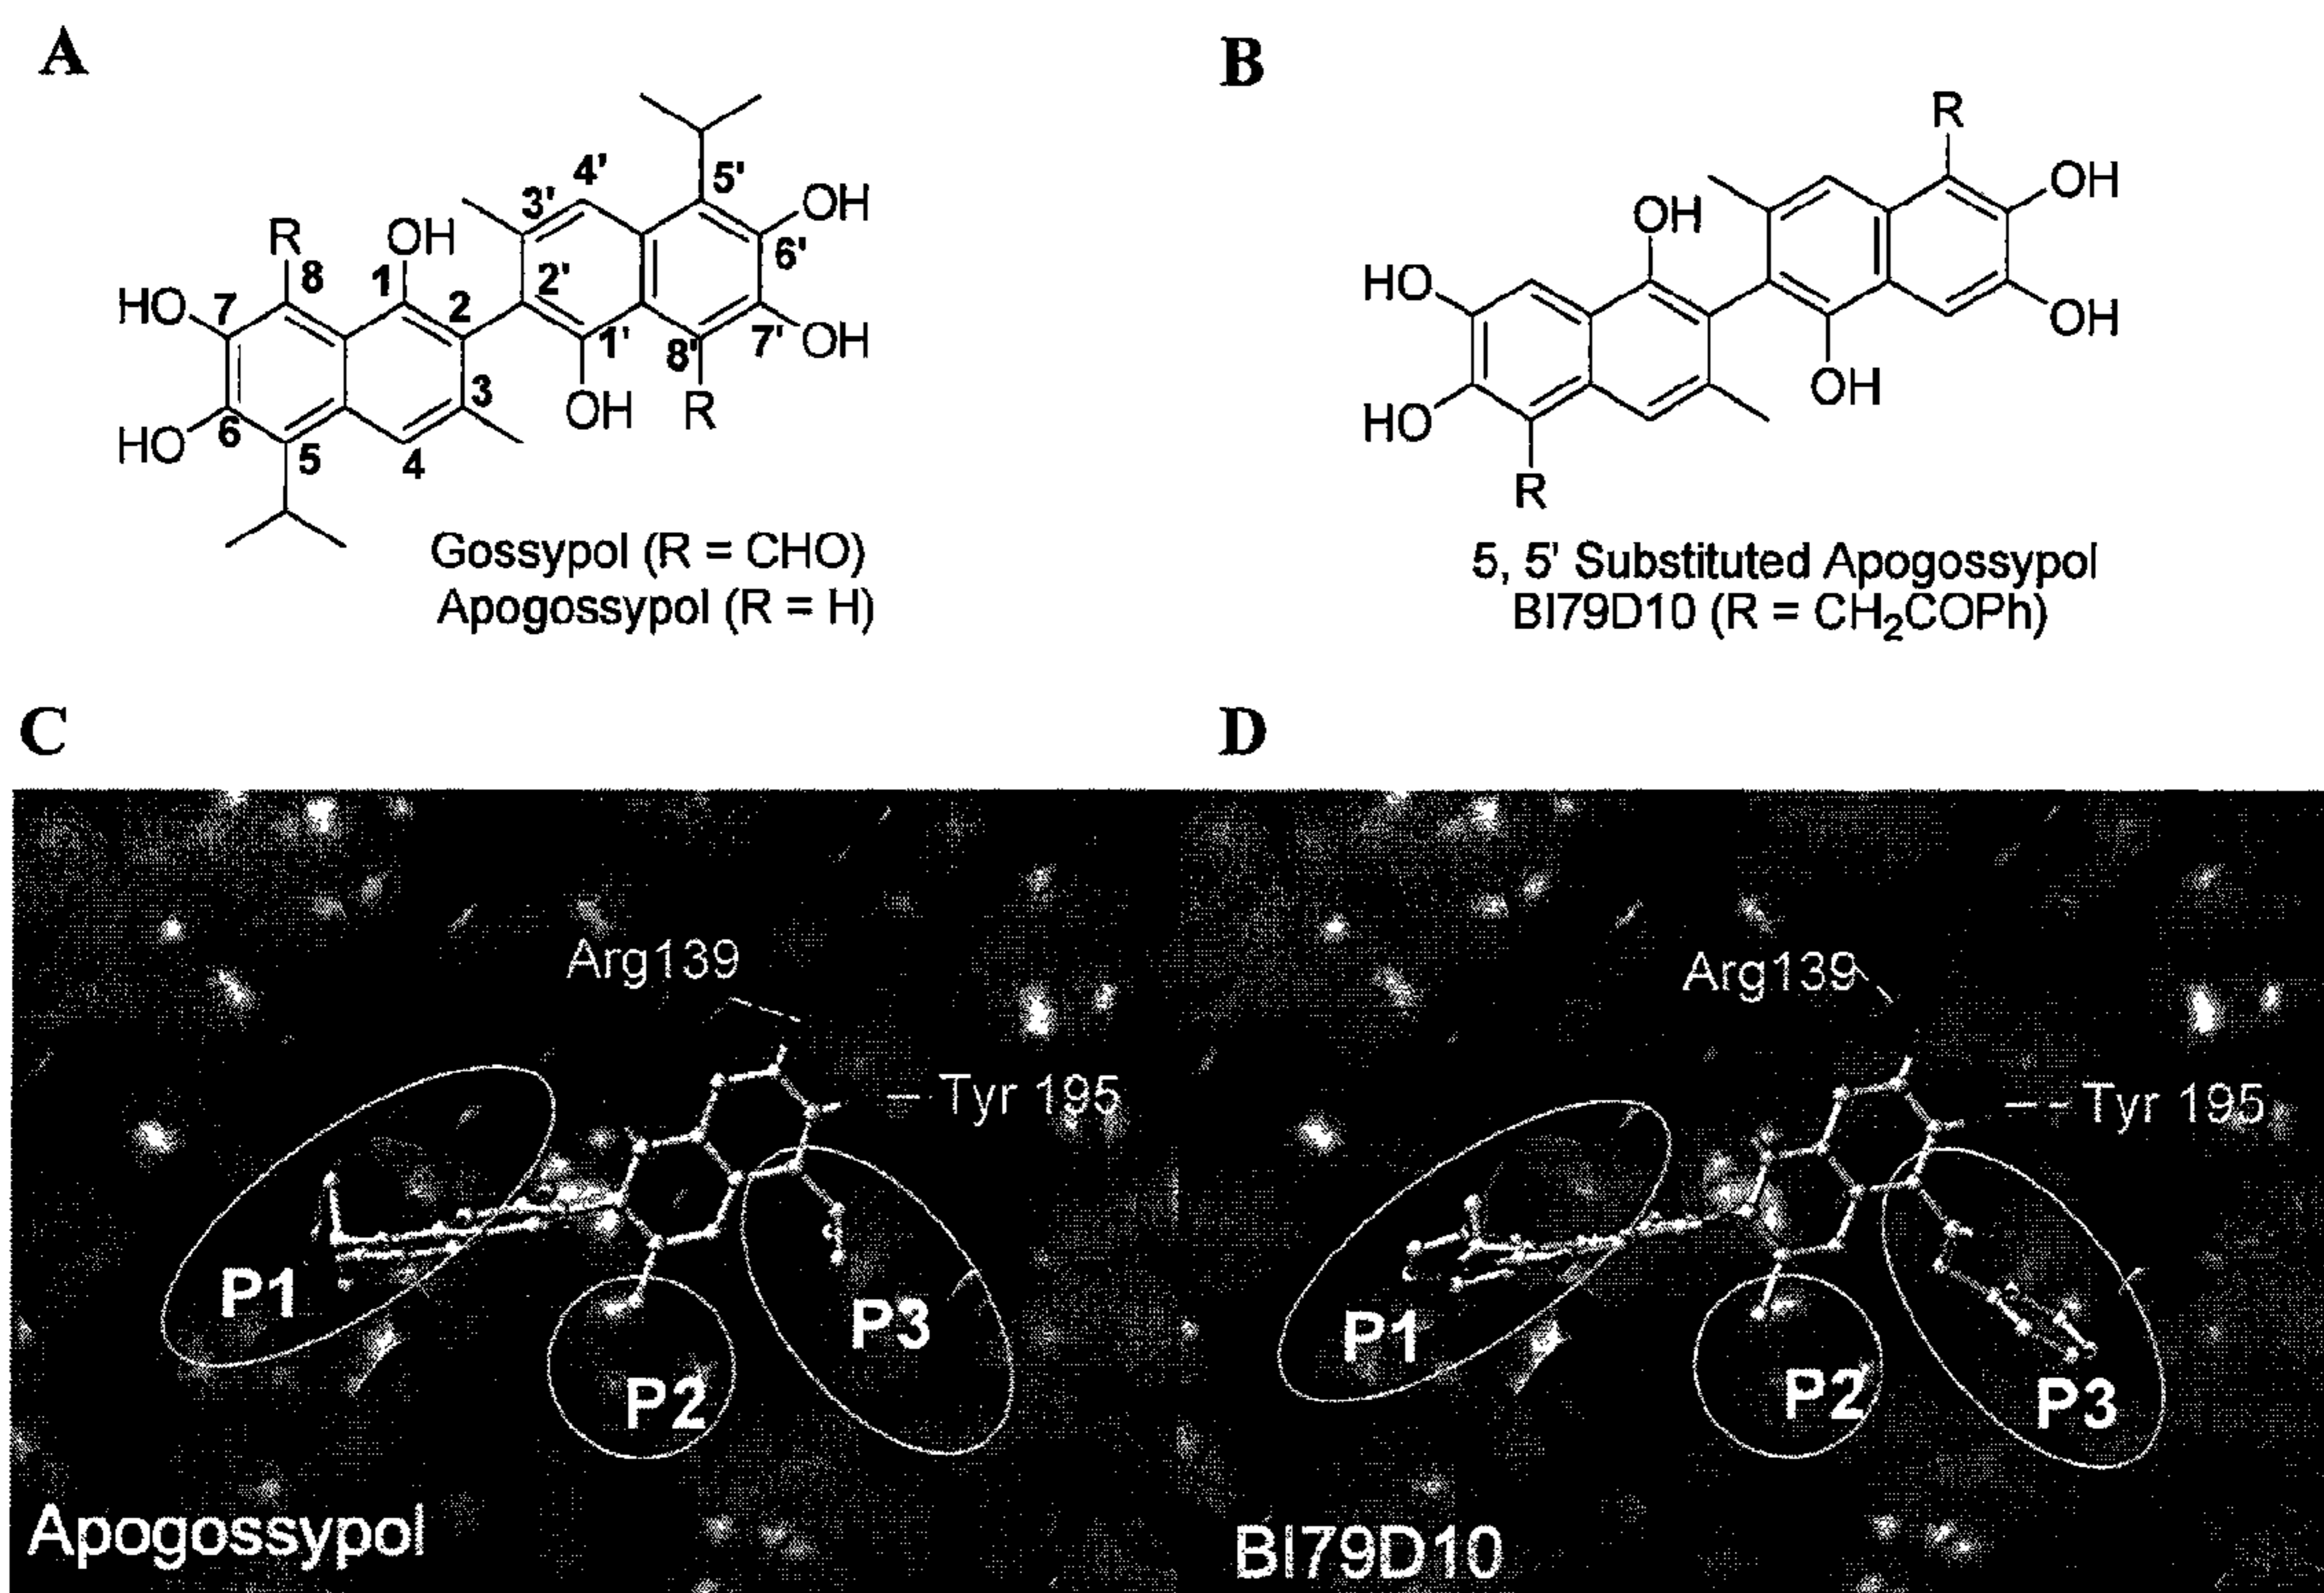 A
B
4'
5'
3'
OH
R
8
OH
1
2
2'
6'
HO
7
1'
8'
7'
OH
3
OH
R
HO
6
5
4
Gossypol (R = CHO)
Apogossypol (R = H)
R
OH
OH
HO
OH
HO
OH
R
5, 5' Substituted Apogossypol
BI79D10 (R = CH₂COPh)
C
D
Arg139
Tyr 195
P1
P2
P3
Apogossypol
Arg139
Tyr 195
P1
P2
P3
BI79D10